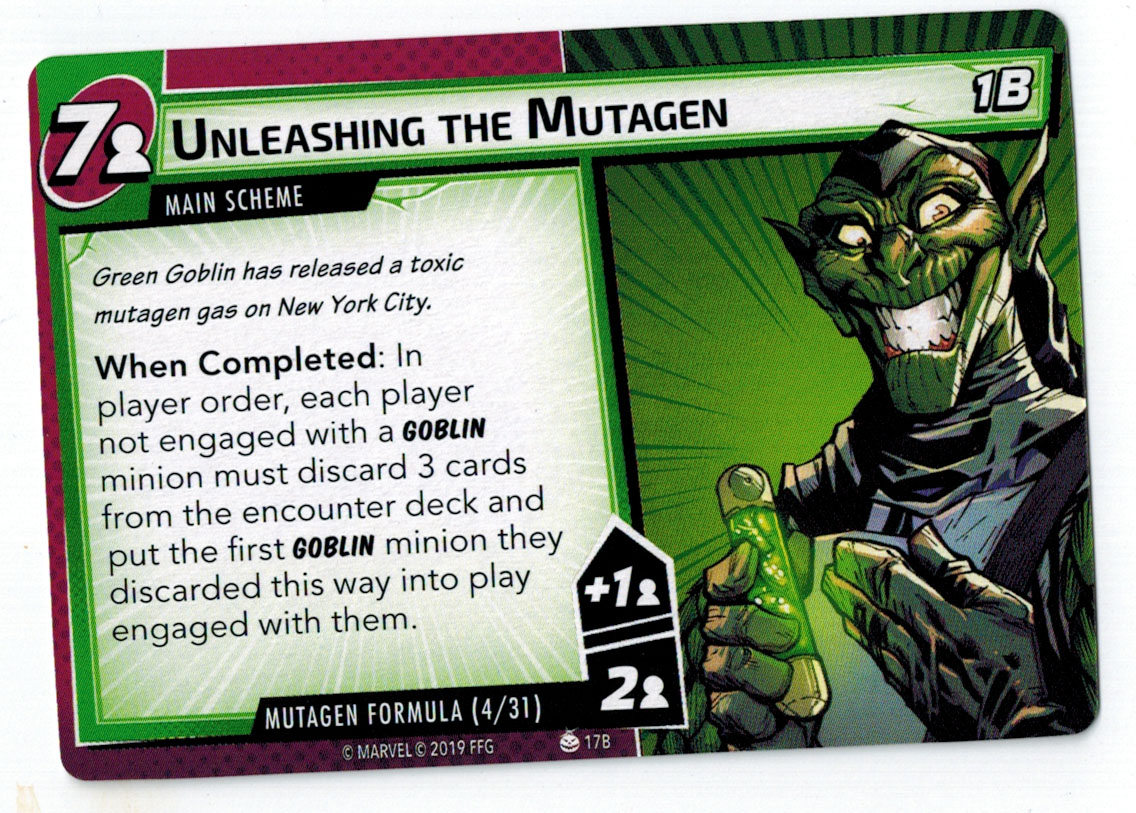 7
UNLEASHING THE MUTAGEN
1B
MAIN SCHEME
Green Goblin has released a toxic
mutagen gas on New York City.
When Completed: In
player order, each player
not engaged with a GOBLIN
minion must discard 3 cards
from the encounter deck and
put the first GOBLIN minion they
discarded this way into play
engaged with them.
+1
2
MUTAGEN FORMULA (4/31)
© MARVEL © 2019 FFG
17B